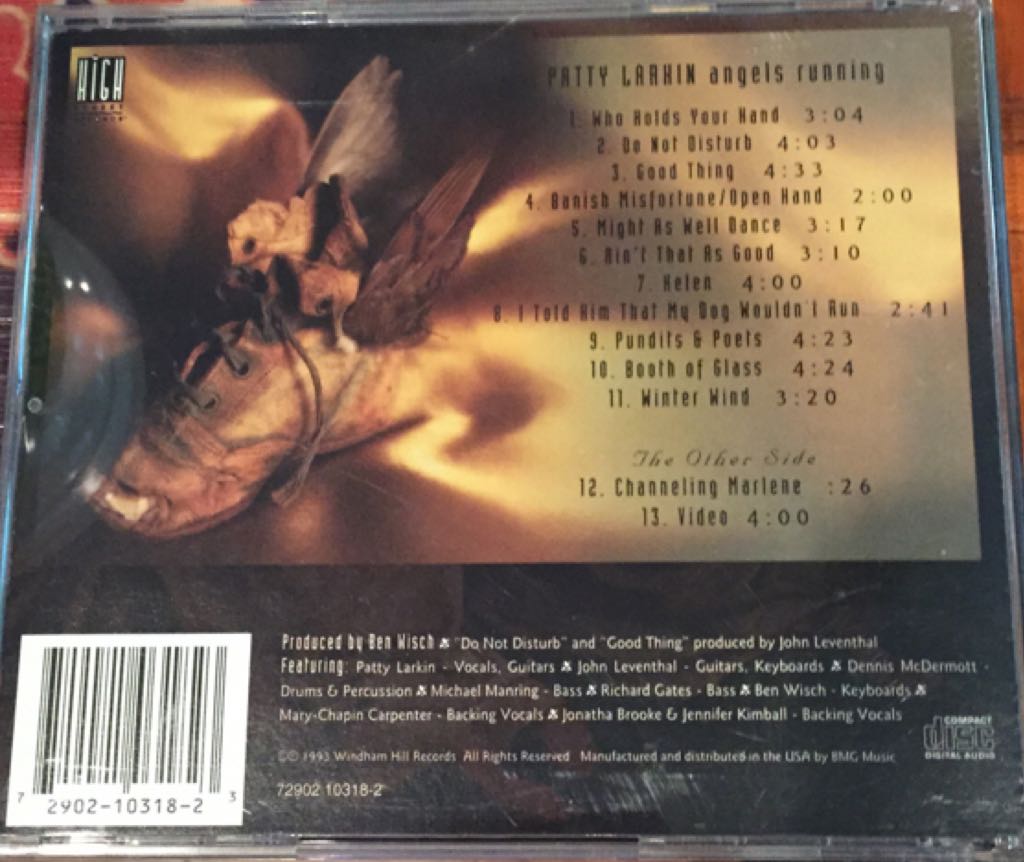 HIGH
PATTY LARKIN angels running
1. Who Holds Your Hand 3:04
2. Do Not Disturb 4:03
3. Good Thing 4:33
4. Banish Misfortune/Open Hand 2:00
5. Might As Well Dance 3:17
6. Ain't That As Good 3:10
7. Helen 4:00
8. I Told Him That My Dog Wouldn't Run 2:41
9. Pundits & Poets 4:23
10. Booth of Glass 4:24
11. Winter Wind 3:20
The Other Side
12. Channeling Marlene :26
13. Video 4:00
Produced by Ben Wisch "Do Not Disturb" and "Good Thing" produced by John Leventhal
Featuring: Patty Larkin - Vocals, Guitars John Leventhal - Guitars, Keyboards Dennis McDermott -
Drums & Percussion Michael Manring - Bass Richard Gates - Bass Ben Wisch - Keyboards
Mary-Chapin Carpenter - Backing Vocals Jonatha Brooke & Jennifer Kimball - Backing Vocals
COMPACT
disc
DIGITAL AUDIO
℗© 1993 Windham Hill Records All Rights Reserved Manufactured and distributed in the USA by BMG Music
72902 10318-2
7 2902-10318-2 3